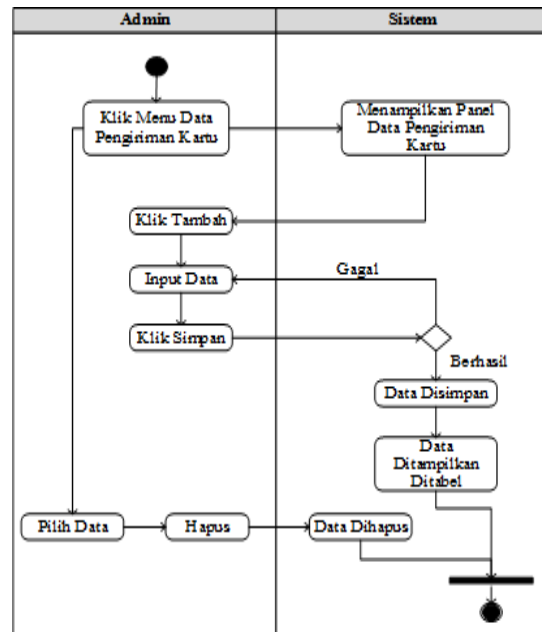 Admin
Sistem
Klik Menu Data
Pengiriman Kartu
Menampilkan Panel
Data Pengiriman
Kartu
Klik Tambah
Input Data
Gagal
Klik Simpan
Berhasil
Data Disimpan
Data
Ditampilkan
Ditabel
Pilih Data
Hapus
Data Dihapus